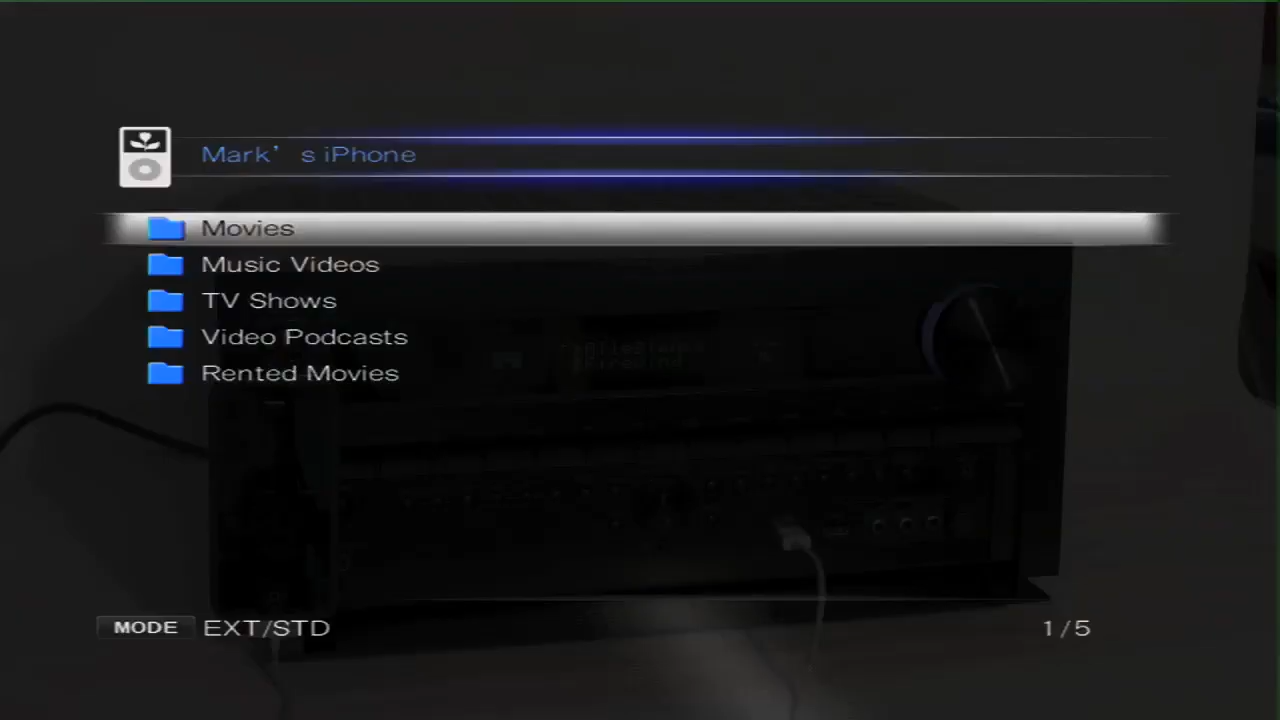 Mark's iPhone
Movies
Music Videos
TV Shows
Video Podcasts
Rented Movies
MODE EXT/STD
1/5